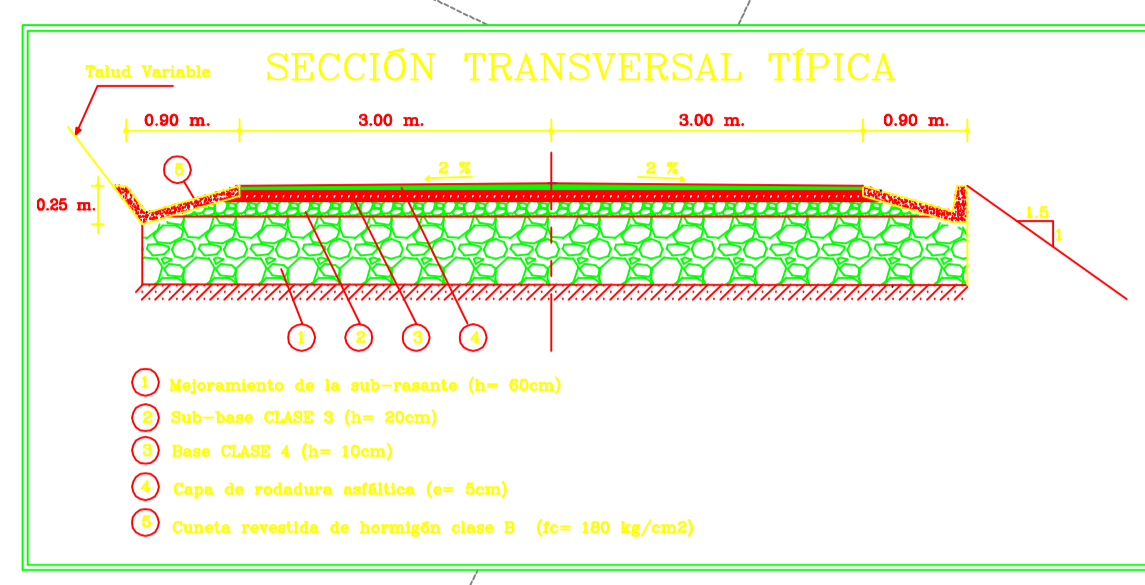 SECCIÓN TRANSVERSAL TÍPICA
Talud Variable
0.90 m.
3.00 m.
3.00 m.
0.90 m.
2 %
2 %
5
0.25 m.
1.5
1
1
2
3
4
1 Mejoramiento de la sub-rasante (h= 60cm)
2 Sub-base CLASE 3 (h= 20cm)
3 Base CLASE 4 (h= 10cm)
4 Capa de rodadura asfáltica (e= 5cm)
5 Cuneta revestida de hormigón clase B (fc= 180 kg/cm2)